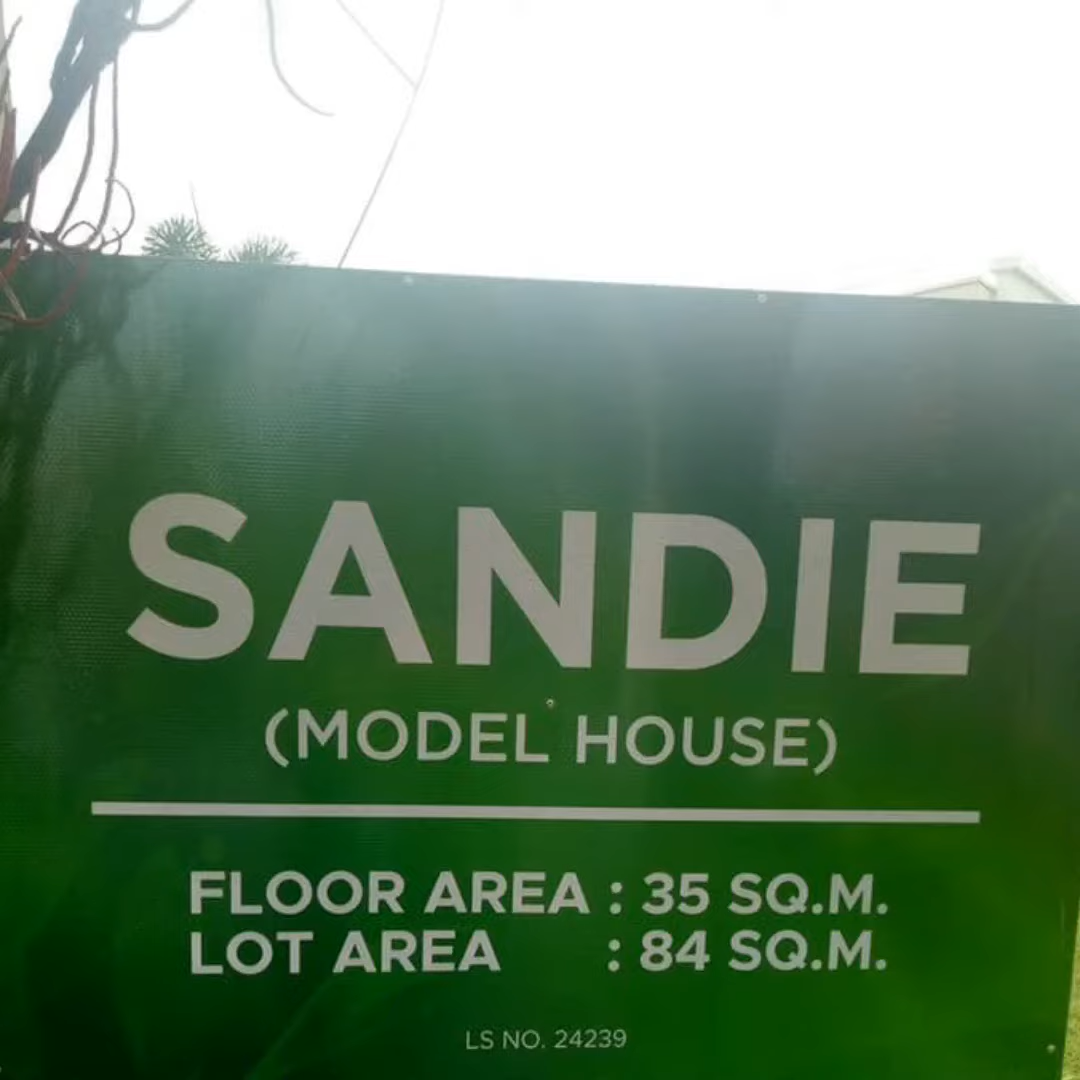 SANDIE
(MODEL HOUSE)
FLOOR AREA : 35 SQ.M.
LOT AREA : 84 SQ.M.
LS NO. 24239